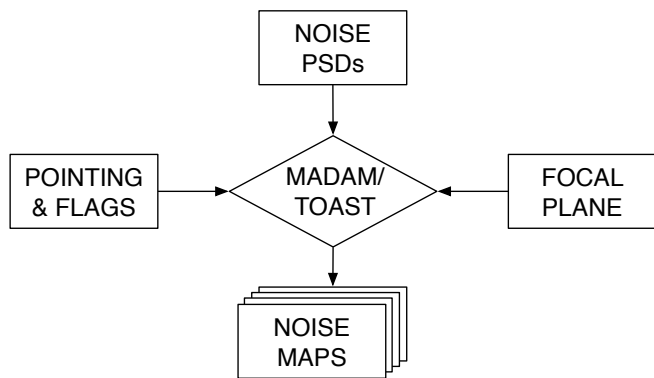 NOISE
PSDs
POINTING
& FLAGS
MADAM/
TOAST
FOCAL
PLANE
NOISE
MAPS